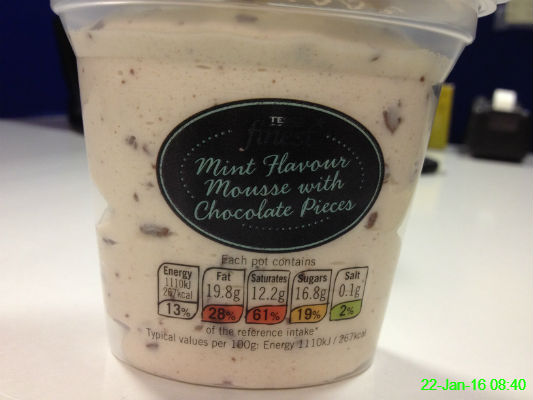 TE
finest
Mint Flavour
Mousse with
Chocolate Pieces
Each pot contains
Energy Fat Saturates Sugars Salt
1110kJ 19.8g 12.2g 16.8g 0.1g
267kcal
13% 28% 61% 19% 2%
of the reference intake*
Typical values per 100g: Energy 1110kJ / 267kcal
22-Jan-16 08:40